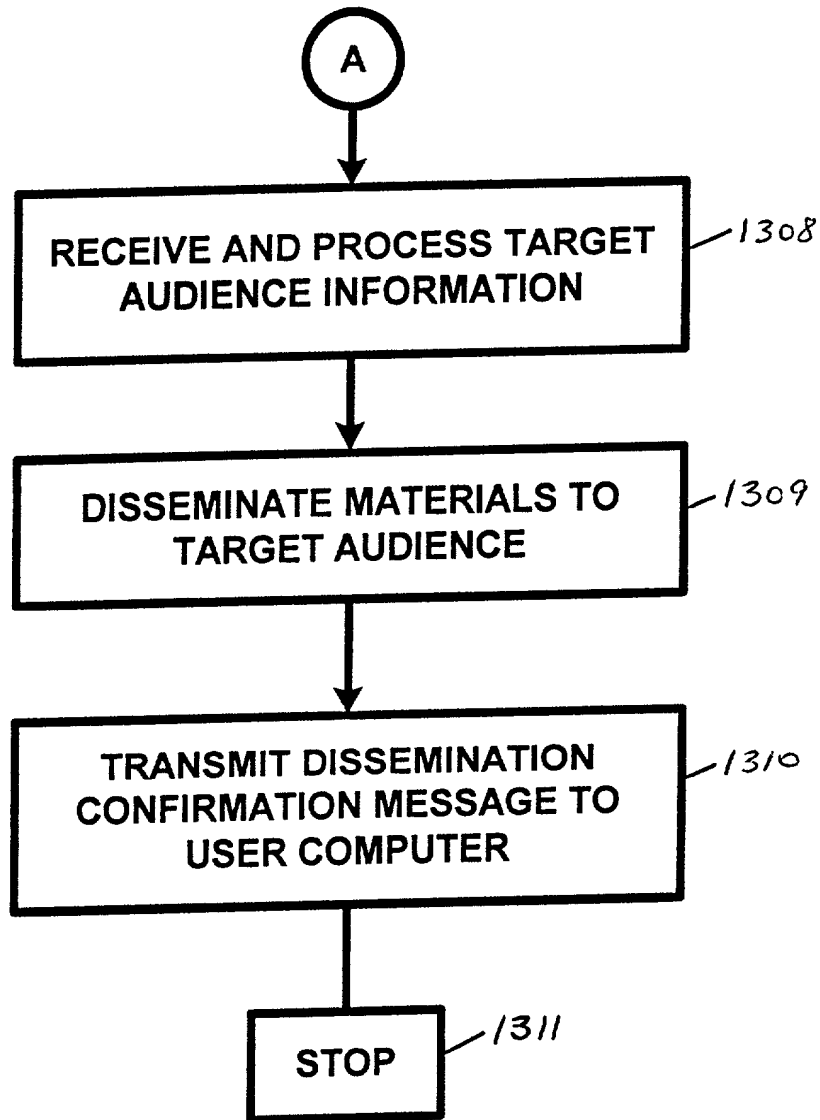 A
RECEIVE AND PROCESS TARGET
AUDIENCE INFORMATION
1308
DISSEMINATE MATERIALS TO
TARGET AUDIENCE
1309
TRANSMIT DISSEMINATION
CONFIRMATION MESSAGE TO
USER COMPUTER
1310
STOP
1311